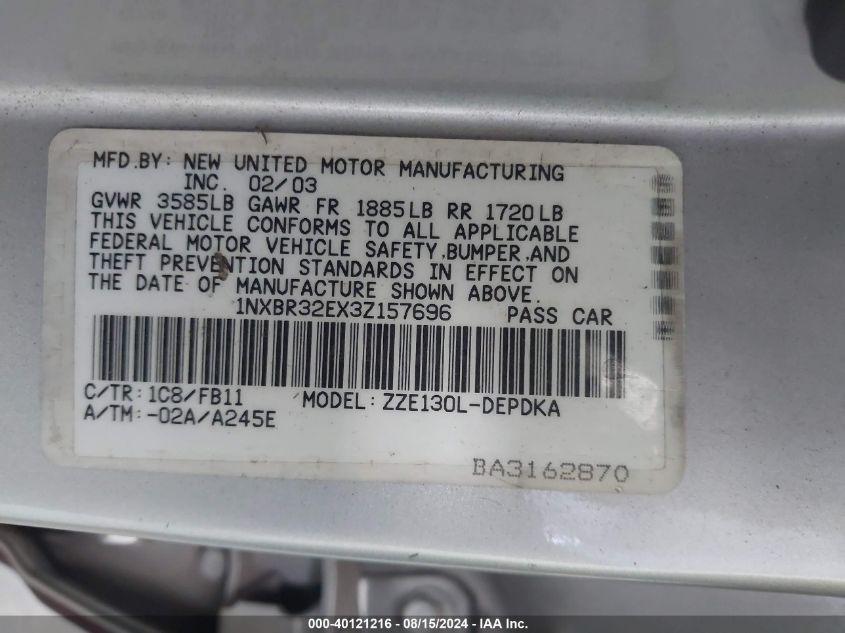 MFD.BY: NEW UNITED MOTOR MANUFACTURING
INC. 02/03
GVWR 3585LB GAWR FR 1885LB RR 1720LB
THIS VEHICLE CONFORMS TO ALL APPLICABLE
FEDERAL MOTOR VEHICLE SAFETY,BUMPER,AND
THEFT PREVENTION STANDARDS IN EFFECT ON
THE DATE OF MANUFACTURE SHOWN ABOVE.
1NXBR32EX3Z157696 PASS CAR
C/TR:1C8/FB11 MODEL:ZZE130L-DEPDKA
A/TM:-02A/A245E
BA3162870
000-40121216 - 08/15/2024 - IAA Inc.